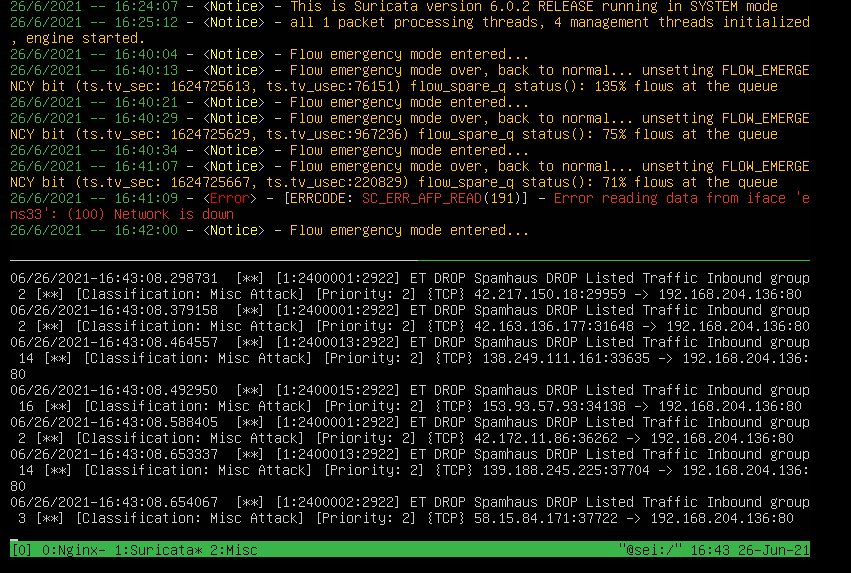 26/6/2021 -- 16:24:07 - <Notice> - This is Suricata version 6.0.2 RELEASE running in SYSTEM mode
26/6/2021 -- 16:25:12 - <Notice> - all 1 packet processing threads, 4 management threads initialized
, engine started.
26/6/2021 -- 16:40:04 - <Notice> - Flow emergency mode entered...
26/6/2021 -- 16:40:13 - <Notice> - Flow emergency mode over, back to normal... unsetting FLOW_EMERGE
NCY bit (ts.tv_sec: 1624725613, ts.tv_usec:76151) flow_spare_q status(): 135% flows at the queue
26/6/2021 -- 16:40:21 - <Notice> - Flow emergency mode entered...
26/6/2021 -- 16:40:29 - <Notice> - Flow emergency mode over, back to normal... unsetting FLOW_EMERGE
NCY bit (ts.tv_sec: 1624725629, ts.tv_usec:967236) flow_spare_q status(): 75% flows at the queue
26/6/2021 -- 16:40:34 - <Notice> - Flow emergency mode entered...
26/6/2021 -- 16:41:07 - <Notice> - Flow emergency mode over, back to normal... unsetting FLOW_EMERGE
NCY bit (ts.tv_sec: 1624725667, ts.tv_usec:220829) flow_spare_q status(): 71% flows at the queue
26/6/2021 -- 16:41:09 - <Error> - [ERRCODE: SC_ERR_AFP_READ(191)] - Error reading data from iface 'e
ns33': (100) Network is down
26/6/2021 -- 16:42:00 - <Notice> - Flow emergency mode entered...
06/26/2021-16:43:08.298731  [**] [1:2400001:2922] ET DROP Spamhaus DROP Listed Traffic Inbound group
 2 [**] [Classification: Misc Attack] [Priority: 2] {TCP} 42.217.150.18:29959 -> 192.168.204.136:80
06/26/2021-16:43:08.379158  [**] [1:2400001:2922] ET DROP Spamhaus DROP Listed Traffic Inbound group
 2 [**] [Classification: Misc Attack] [Priority: 2] {TCP} 42.163.136.177:31648 -> 192.168.204.136:80
06/26/2021-16:43:08.464557  [**] [1:2400013:2922] ET DROP Spamhaus DROP Listed Traffic Inbound group
 14 [**] [Classification: Misc Attack] [Priority: 2] {TCP} 138.249.111.161:33635 -> 192.168.204.136:
80
06/26/2021-16:43:08.492950  [**] [1:2400015:2922] ET DROP Spamhaus DROP Listed Traffic Inbound group
 16 [**] [Classification: Misc Attack] [Priority: 2] {TCP} 153.93.57.93:34138 -> 192.168.204.136:80
06/26/2021-16:43:08.588405  [**] [1:2400001:2922] ET DROP Spamhaus DROP Listed Traffic Inbound group
 2 [**] [Classification: Misc Attack] [Priority: 2] {TCP} 42.172.11.86:36262 -> 192.168.204.136:80
06/26/2021-16:43:08.653337  [**] [1:2400013:2922] ET DROP Spamhaus DROP Listed Traffic Inbound group
 14 [**] [Classification: Misc Attack] [Priority: 2] {TCP} 139.188.245.225:37704 -> 192.168.204.136:
80
06/26/2021-16:43:08.654067  [**] [1:2400002:2922] ET DROP Spamhaus DROP Listed Traffic Inbound group
 3 [**] [Classification: Misc Attack] [Priority: 2] {TCP} 58.15.84.171:37722 -> 192.168.204.136:80
[0] 0:Nginx- 1:Suricata* 2:Misc "@sei:/" 16:43 26-Jun-21